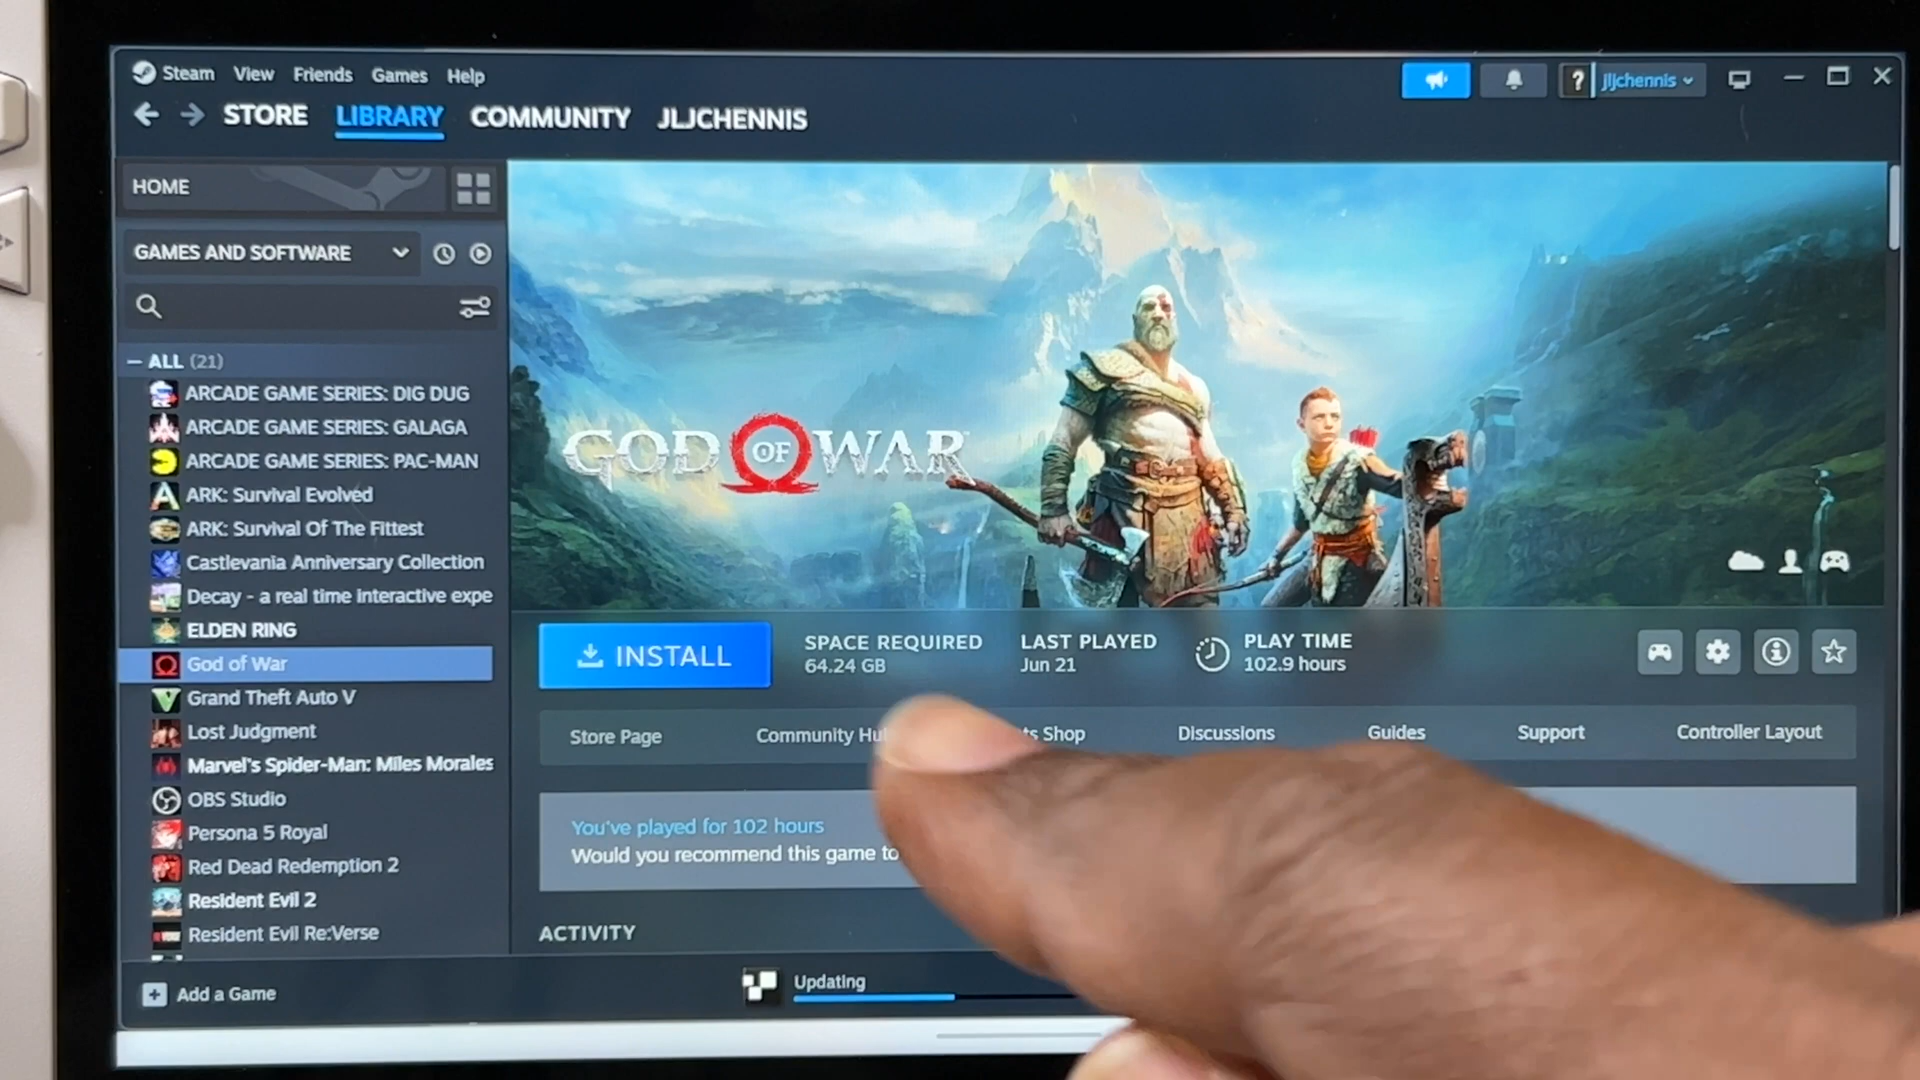 Steam View Friends Games Help
? jljchennis
STORE LIBRARY COMMUNITY JLJCHENNIS
HOME
GAMES AND SOFTWARE
ALL (21)
ARCADE GAME SERIES: DIG DUG
ARCADE GAME SERIES: GALAGA
ARCADE GAME SERIES: PAC-MAN
ARK: Survival Evolved
ARK: Survival Of The Fittest
Castlevania Anniversary Collection
Decay - a real time interactive expe
ELDEN RING
God of War
Grand Theft Auto V
Lost Judgment
Marvel's Spider-Man: Miles Morales
OBS Studio
Persona 5 Royal
Red Dead Redemption 2
Resident Evil 2
Resident Evil Re:Verse
Add a Game
GOD OF WAR
INSTALL
SPACE REQUIRED
64.24 GB
LAST PLAYED
Jun 21
PLAY TIME
102.9 hours
Store Page Community Shop Discussions Guides Support Controller Layout
You've played for 102 hours
Would you recommend this game to
ACTIVITY
Updating